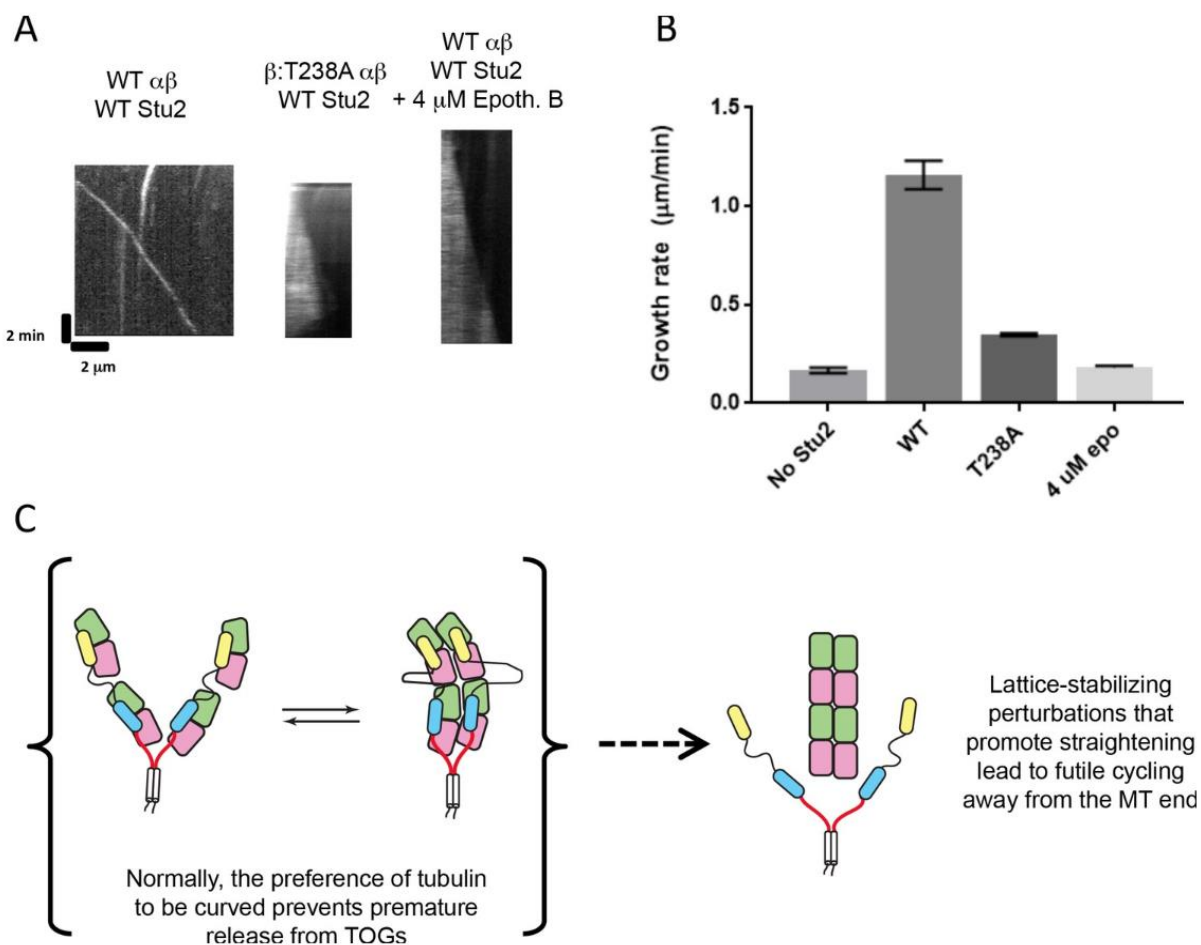 A
WT αβ
WT Stu2
β:T238A αβ
WT Stu2
WT αβ
WT Stu2
+ 4 μM Epoth. B
2 min
2 μm
B
Growth rate (μm/min)
1.5
1.0
0.5
0.0
No Stu2
WT
T238A
4 uM epo
C
Normally, the preference of tubulin
to be curved prevents premature
release from TOGs
Lattice-stabilizing
perturbations that
promote straightening
lead to futile cycling
away from the MT end